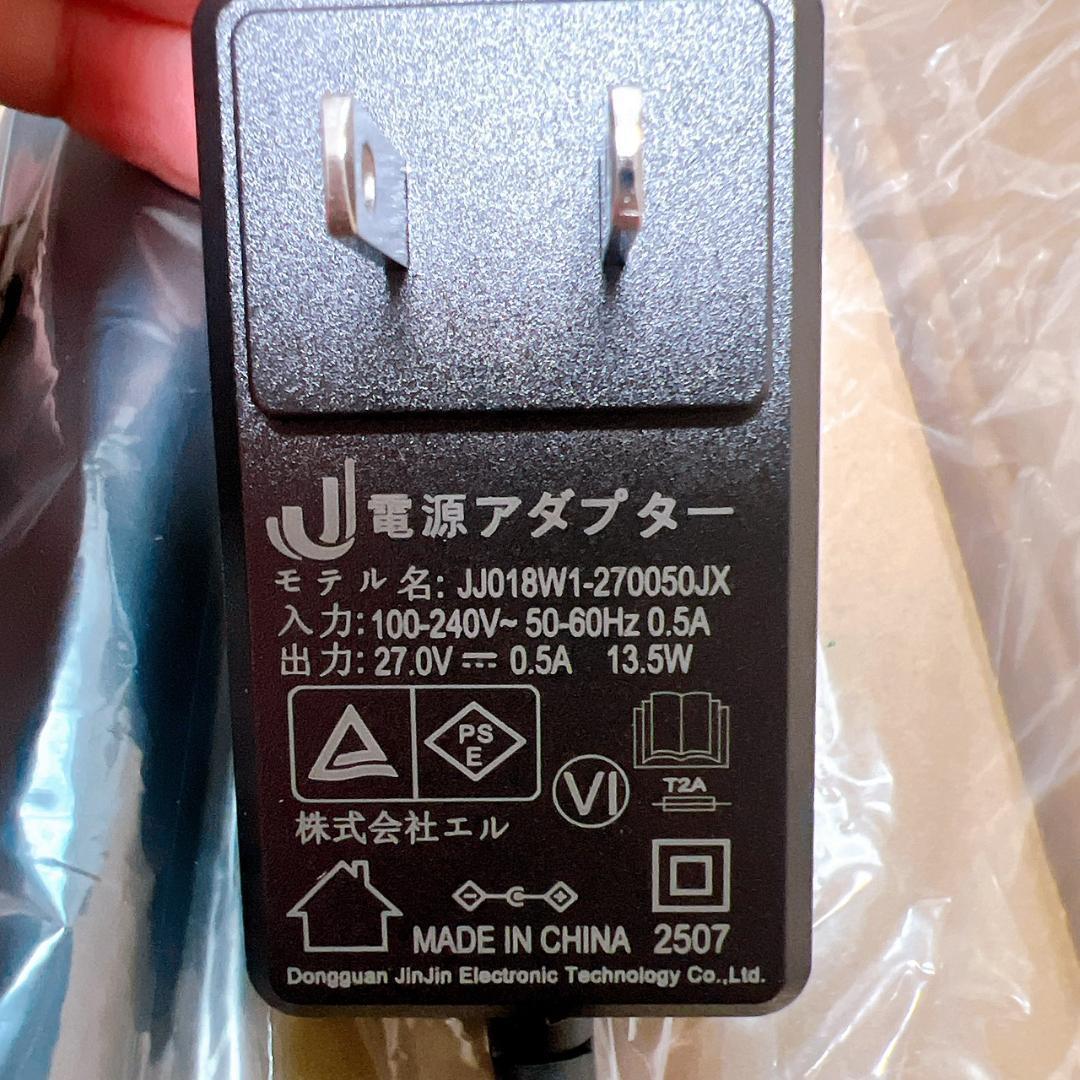 JJ 電源アダプター
モテル名: JJ018W1-270050JX
入力: 100-240V~ 50-60Hz 0.5A
出力: 27.0V ⎓ 0.5A 13.5W
PS
E
VI
T2A
株式会社エル
- C +
MADE IN CHINA 2507
Dongguan JinJin Electronic Technology Co.,Ltd.